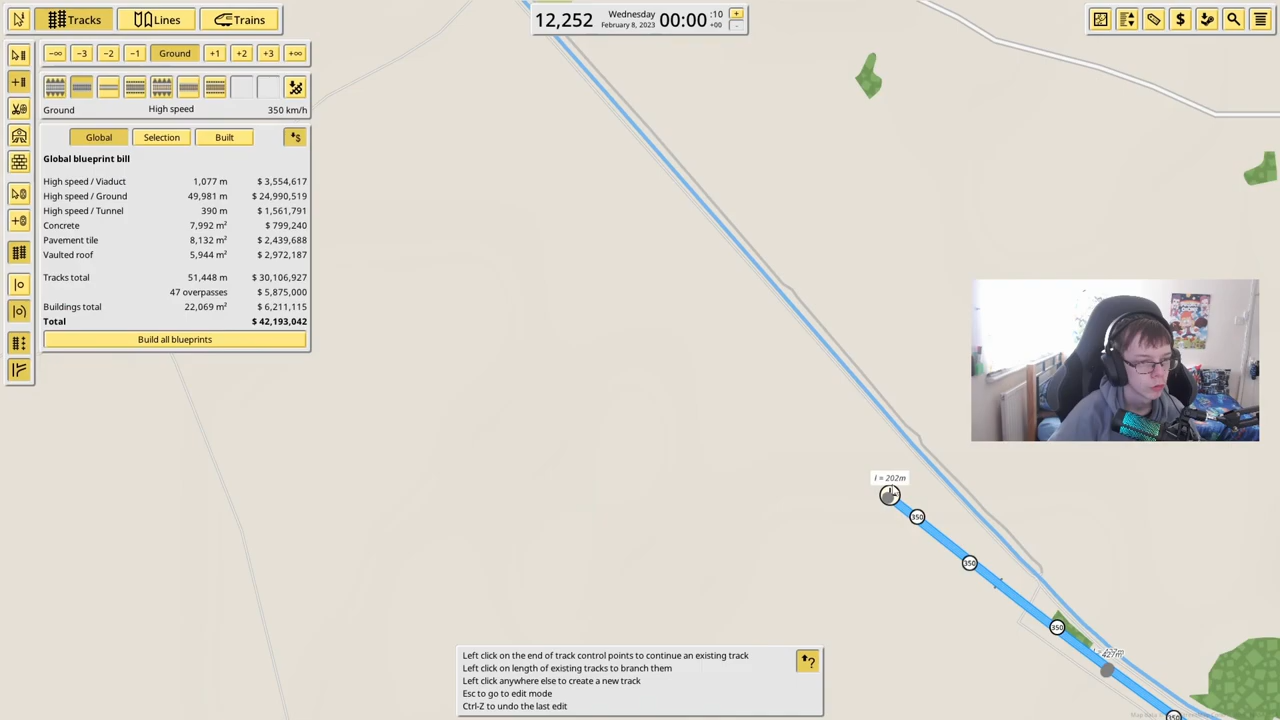 Tracks
Lines
Trains
12,252
Wednesday
February 8, 2023
00:00
:10
+00
+
-
−∞
−3
−2
−1
Ground
+1
+2
+3
+∞
Ground
High speed
350 km/h
Global
Selection
Built
Global blueprint bill
High speed / Viaduct 1,077 m $ 3,554,617
High speed / Ground 49,981 m $ 24,990,519
High speed / Tunnel 390 m $ 1,561,791
Concrete 7,992 m² $ 799,240
Pavement tile 8,132 m² $ 2,439,688
Vaulted roof 5,944 m² $ 2,972,187
Tracks total 51,448 m $ 30,106,927
47 overpasses $ 5,875,000
Buildings total 22,069 m² $ 6,211,115
Total $ 42,193,042
Build all blueprints
l = 202m
350
350
350
350
Left click on the end of track control points to continue an existing track
Left click on length of existing tracks to branch them
Left click anywhere else to create a new track
Esc to go to edit mode
Ctrl-Z to undo the last edit